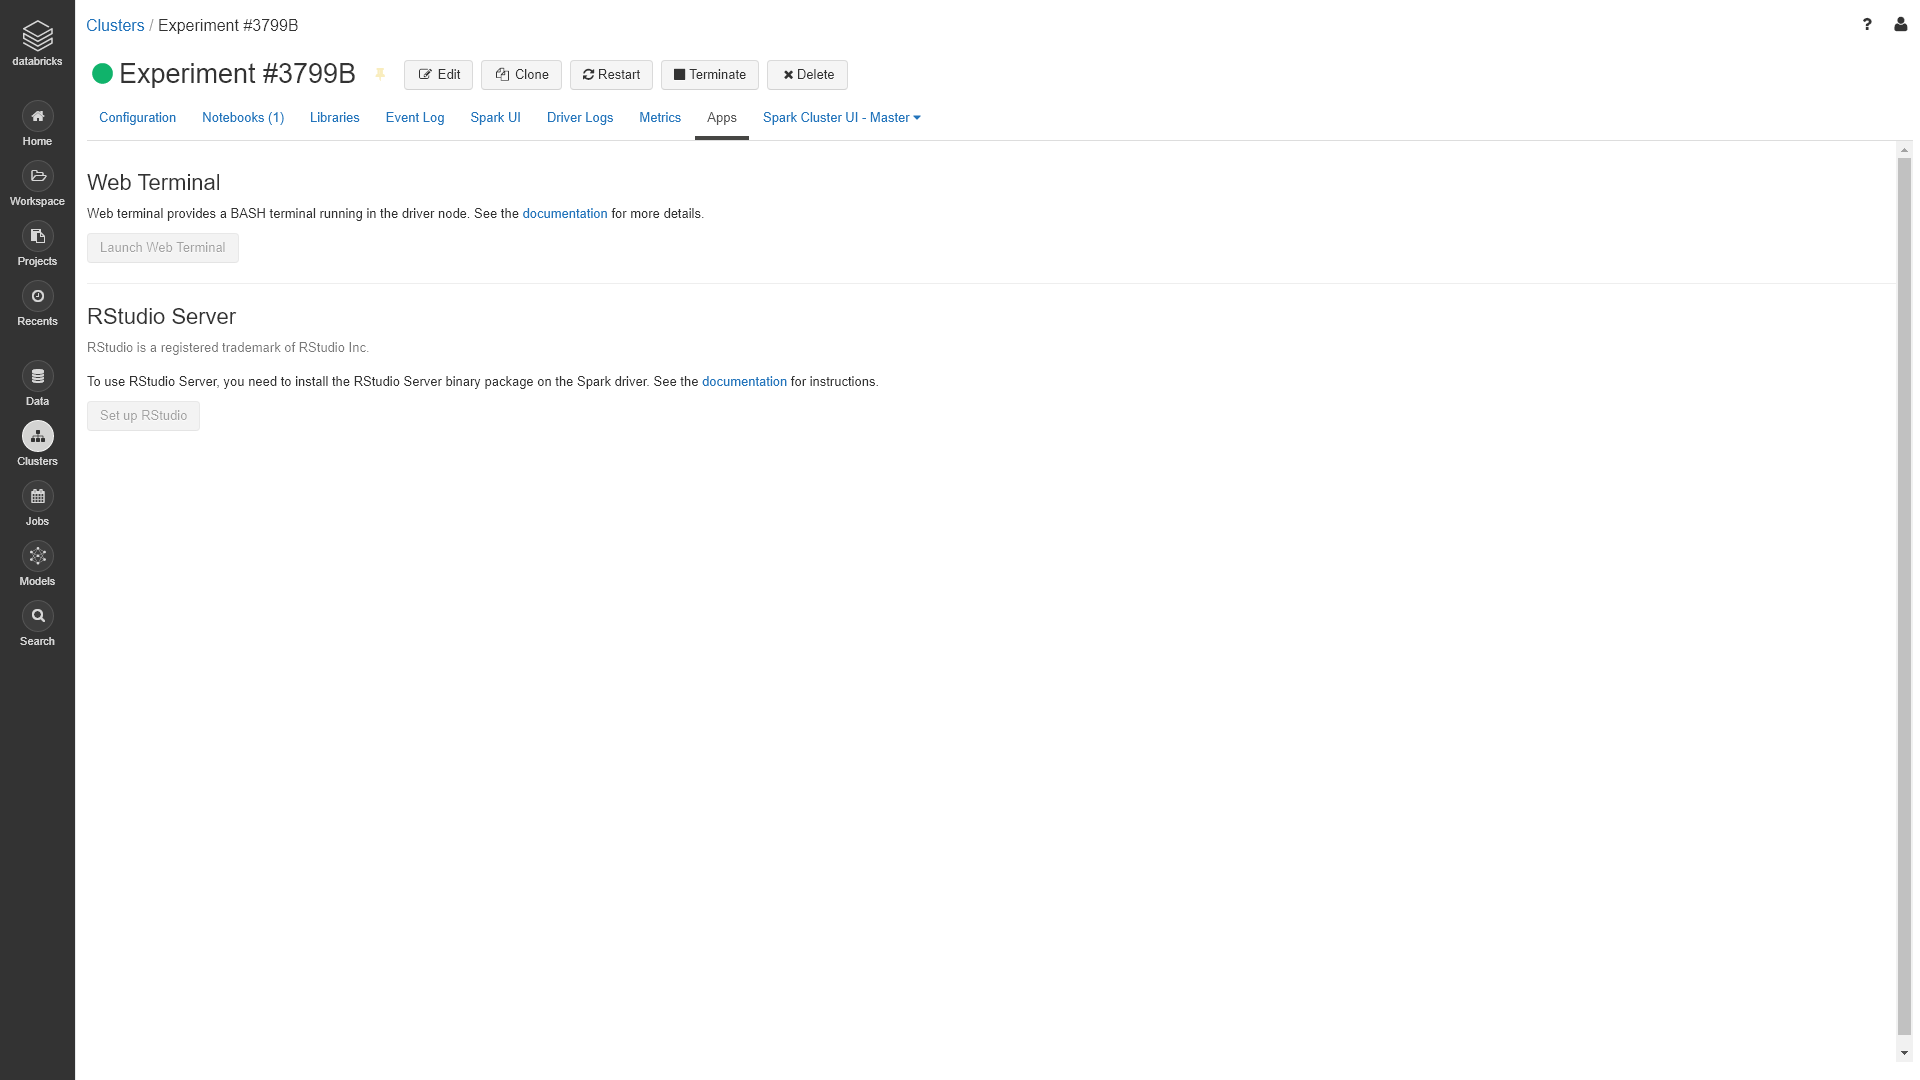 databricks
Home
Workspace
Projects
Recents
Data
Clusters
Jobs
Models
Search
Clusters / Experiment #3799B
?
Experiment #3799B Edit Clone Restart Terminate Delete
Configuration Notebooks (1) Libraries Event Log Spark UI Driver Logs Metrics Apps Spark Cluster UI - Master
Web Terminal
Web terminal provides a BASH terminal running in the driver node. See the documentation for more details.
Launch Web Terminal
RStudio Server
RStudio is a registered trademark of RStudio Inc.
To use RStudio Server, you need to install the RStudio Server binary package on the Spark driver. See the documentation for instructions.
Set up RStudio